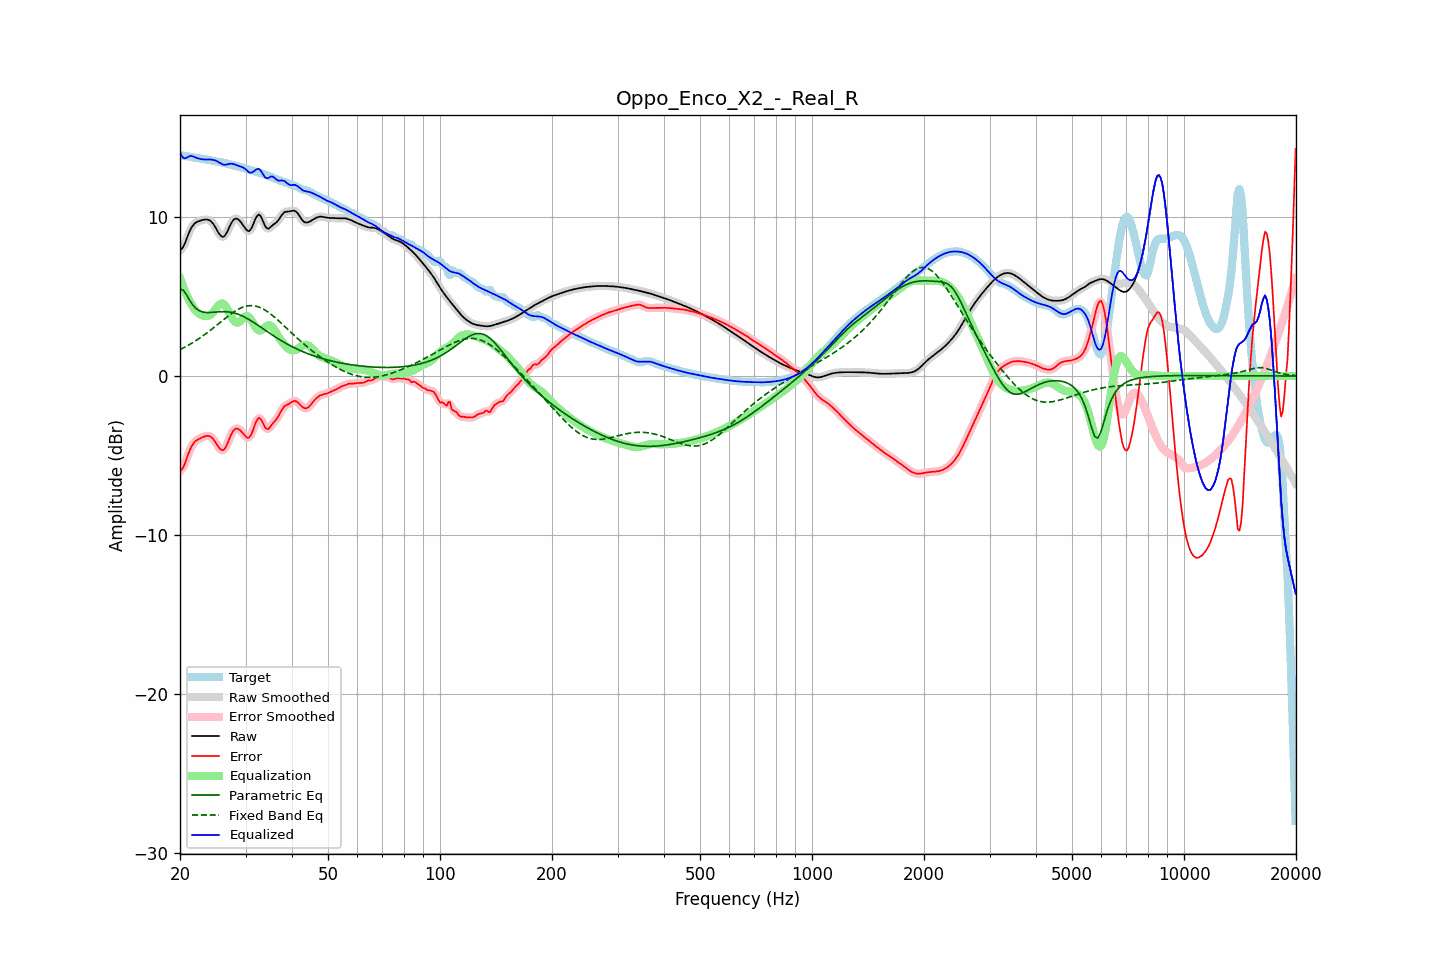 Oppo_Enco_X2_-_Real_R
10
0
−10
−20
−30
Amplitude (dBr)
Target
Raw Smoothed
Error Smoothed
Raw
Error
Equalization
Parametric Eq
Fixed Band Eq
Equalized
20
50
100
200
500
1000
2000
5000
10000
20000
Frequency (Hz)